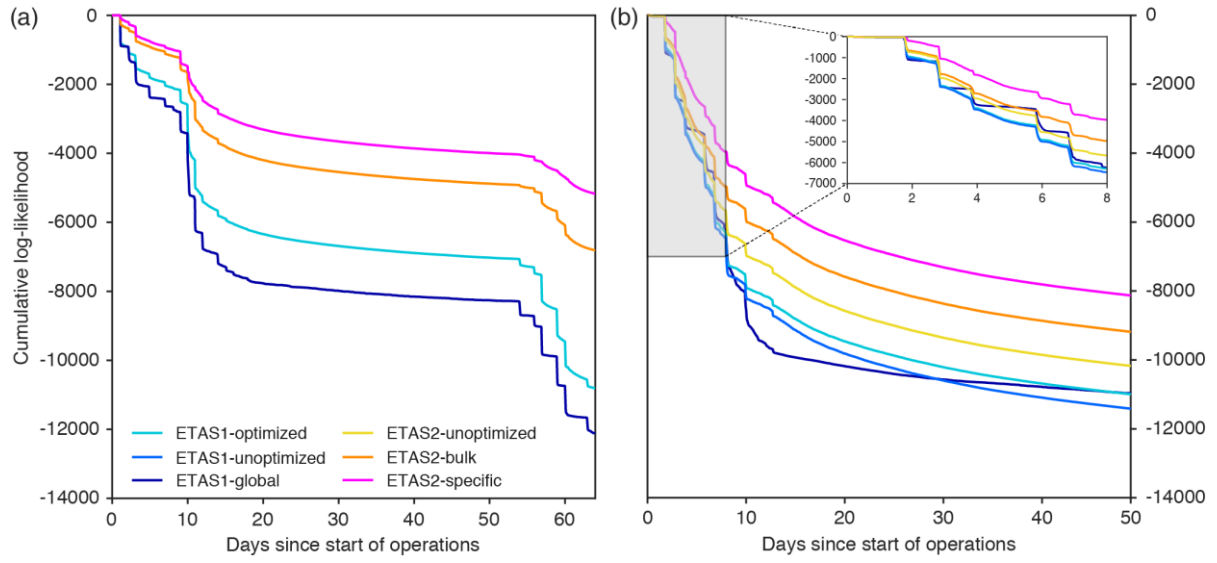 (a)
(b)
0
-2000
-4000
-6000
-8000
-10000
-12000
-14000
Cumulative log-likelihood
ETAS1-optimized
ETAS1-unoptimized
ETAS1-global
ETAS2-unoptimized
ETAS2-bulk
ETAS2-specific
0 10 20 30 40 50 60
Days since start of operations
0
-1000
-2000
-3000
-4000
-5000
-6000
-7000
0 2 4 6 8
0
-2000
-4000
-6000
-8000
-10000
-12000
-14000
0 10 20 30 40 50
Days since start of operations